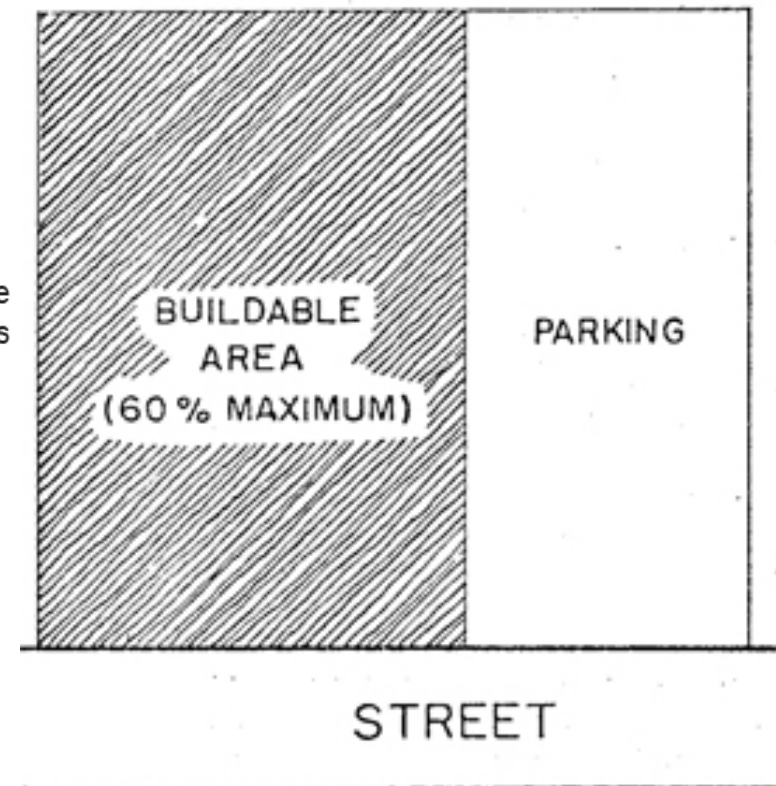 e
s
BUILDABLE
AREA
(60 % MAXIMUM)
PARKING
STREET